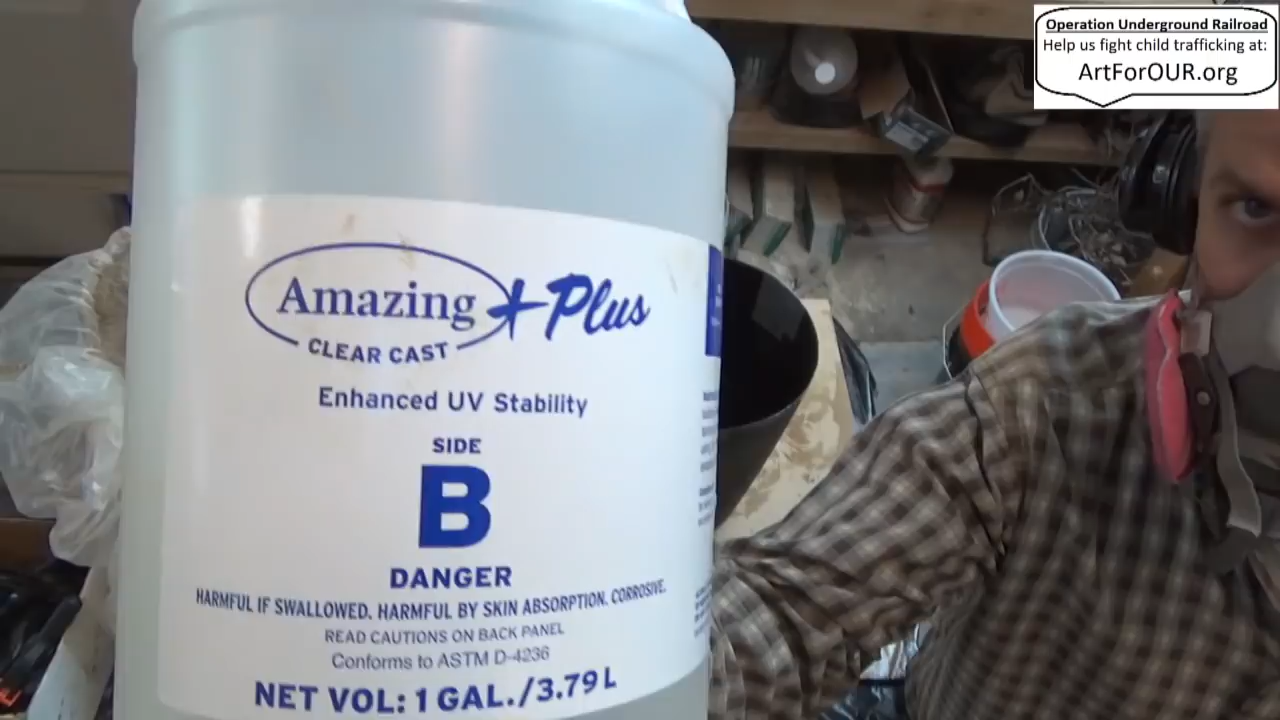 Operation Underground Railroad
Help us fight child trafficking at:
ArtForOUR.org
Amazing + Plus
CLEAR CAST
Enhanced UV Stability
SIDE
B
DANGER
HARMFUL IF SWALLOWED. HARMFUL BY SKIN ABSORPTION. CORROSIVE.
READ CAUTIONS ON BACK PANEL
Conforms to ASTM D-4236
NET VOL: 1 GAL./3.79 L